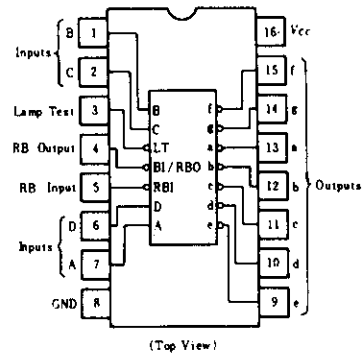 B 1 16 Vcc
Inputs 15 f
C 2 B f 14 g
Lamp Test 3 C g
LT a 13 a
RB Output 4 BI/RBO b
RB Input 5 RBI c 12 b Outputs
D 6 D d 11 c
Inputs A e
A 7 10 d
GND 8 9 e
(Top View)